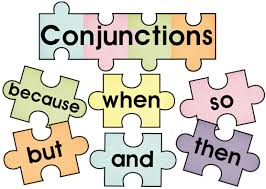 Conjunctions
because when so
but and then